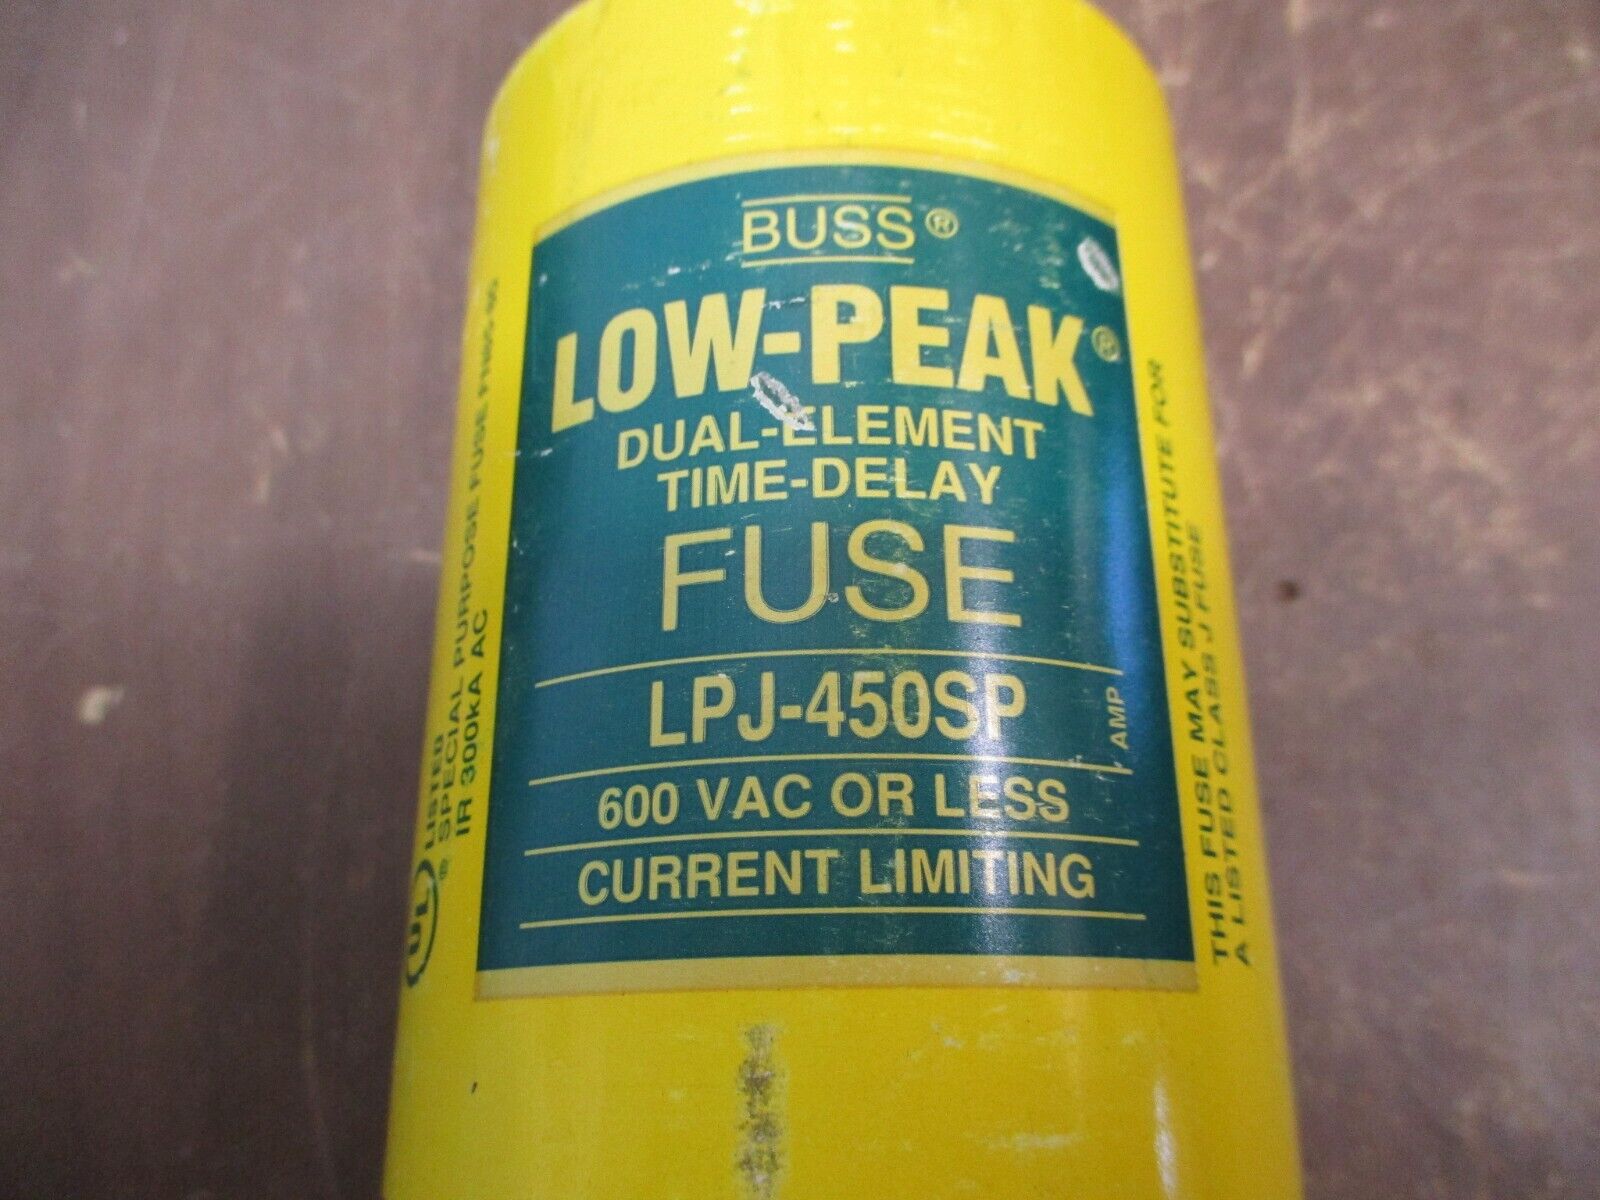 BUSS®
LOW-PEAK®
DUAL-ELEMENT
TIME-DELAY
FUSE
LPJ-450SP
AMP
600 VAC OR LESS
CURRENT LIMITING
UL® LISTED
SPECIAL PURPOSE FUSE
IR 300kA AC
THIS FUSE MAY SUBSTITUTE FOR
A LISTED CLASS J FUSE